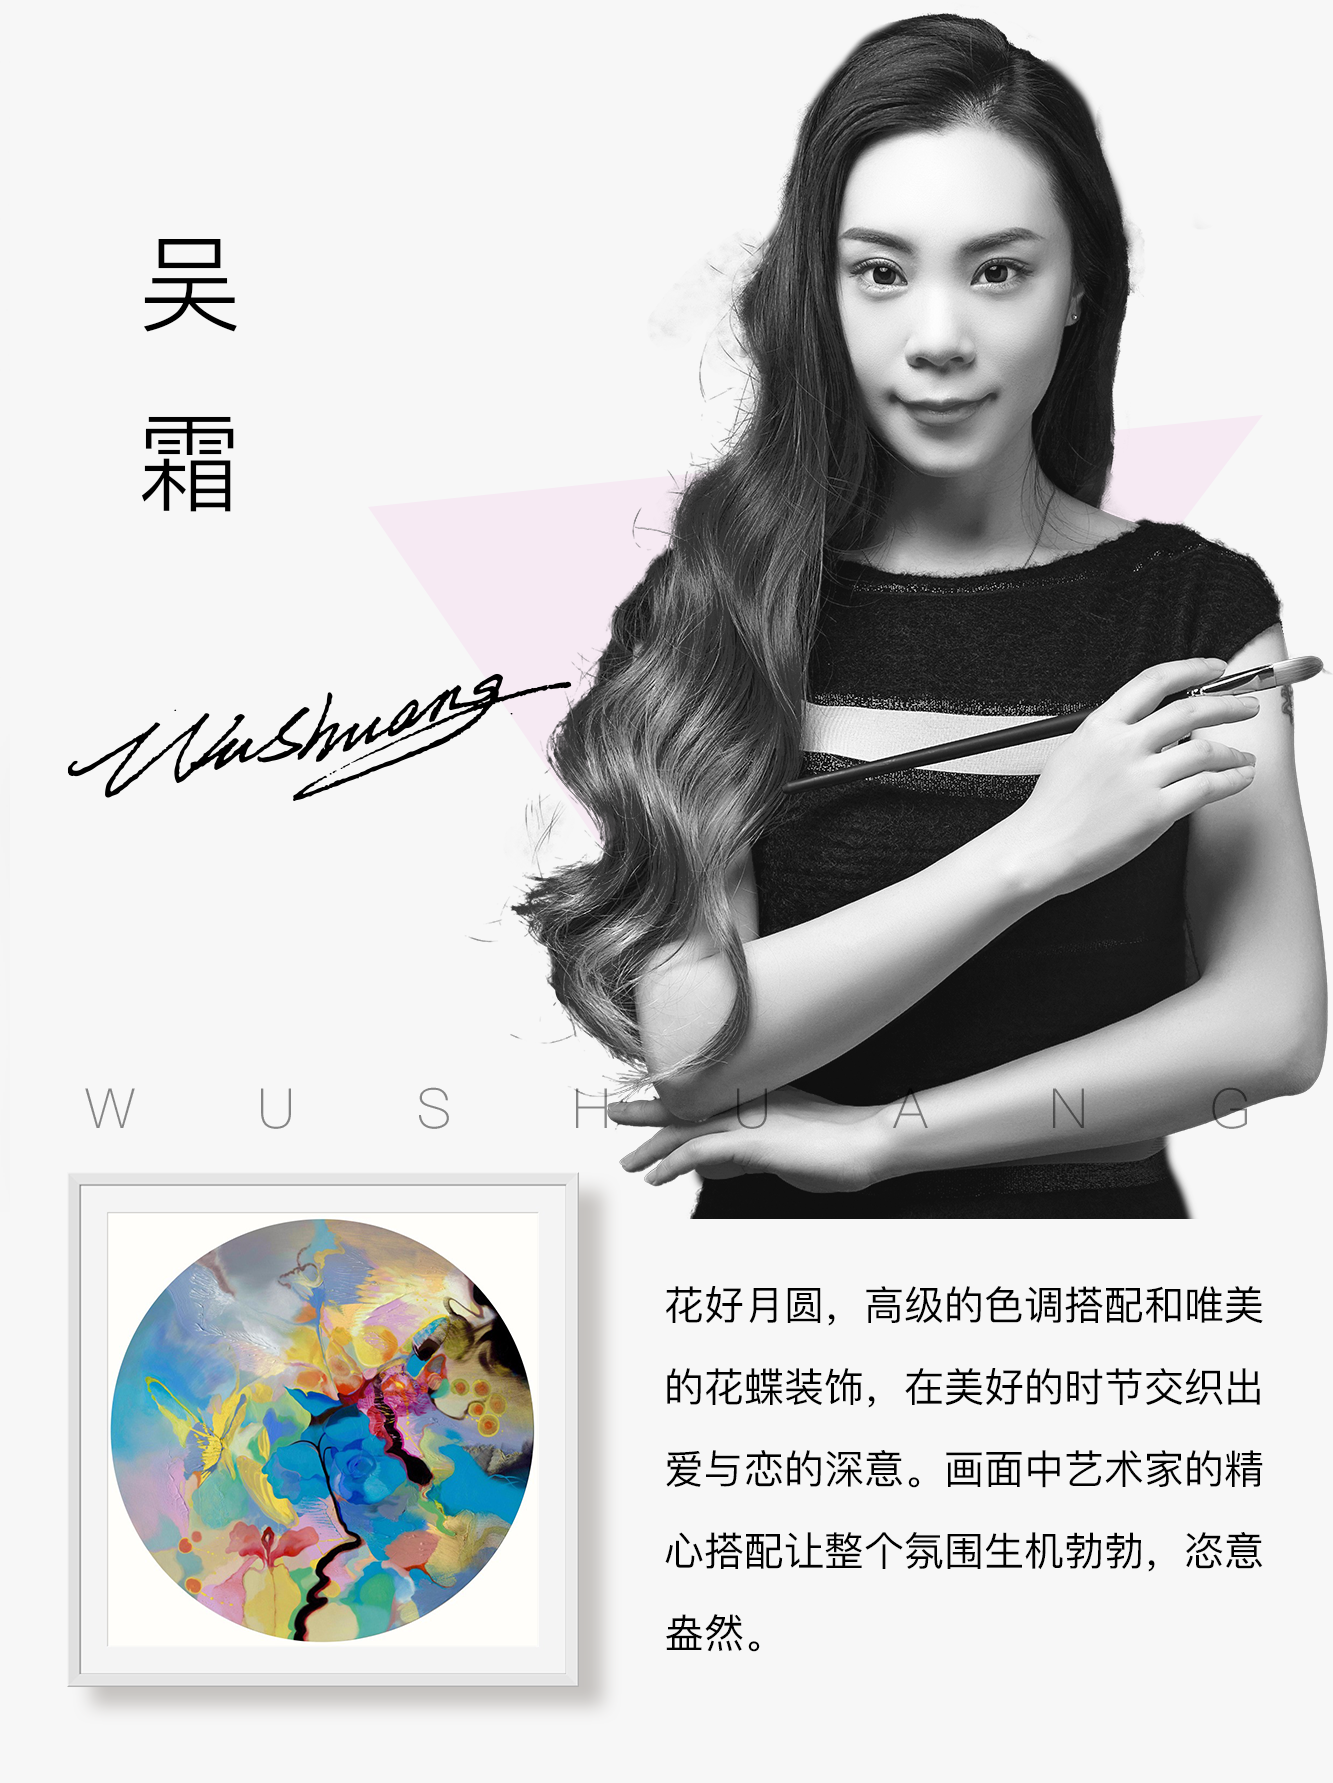 吴
霜
WuShuang
WUSHUANG
花好月圆，高级的色调搭配和唯美
的花蝶装饰，在美好的时节交织出
爱与恋的深意。画面中艺术家的精
心搭配让整个氛围生机勃勃，恣意
盎然。